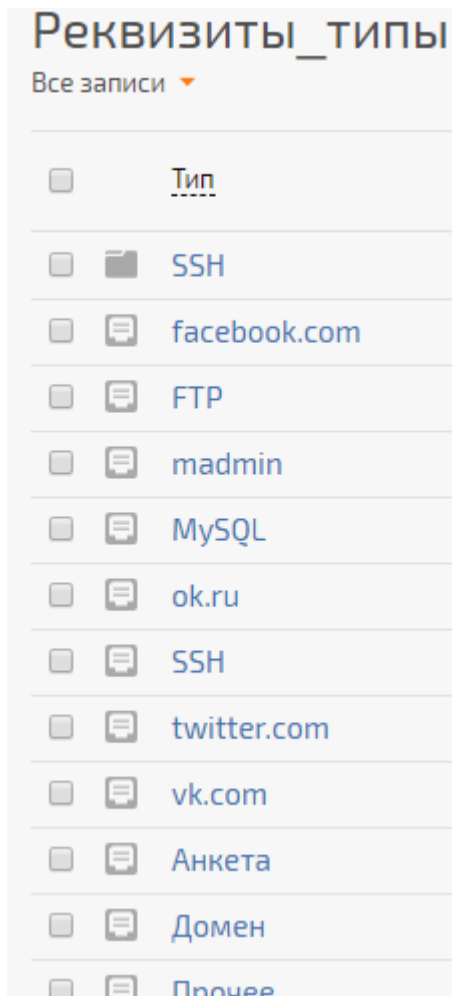 Реквизиты_типы
Все записи
Тип
SSH
facebook.com
FTP
madmin
MySQL
ok.ru
SSH
twitter.com
vk.com
Анкета
Домен
Прочее